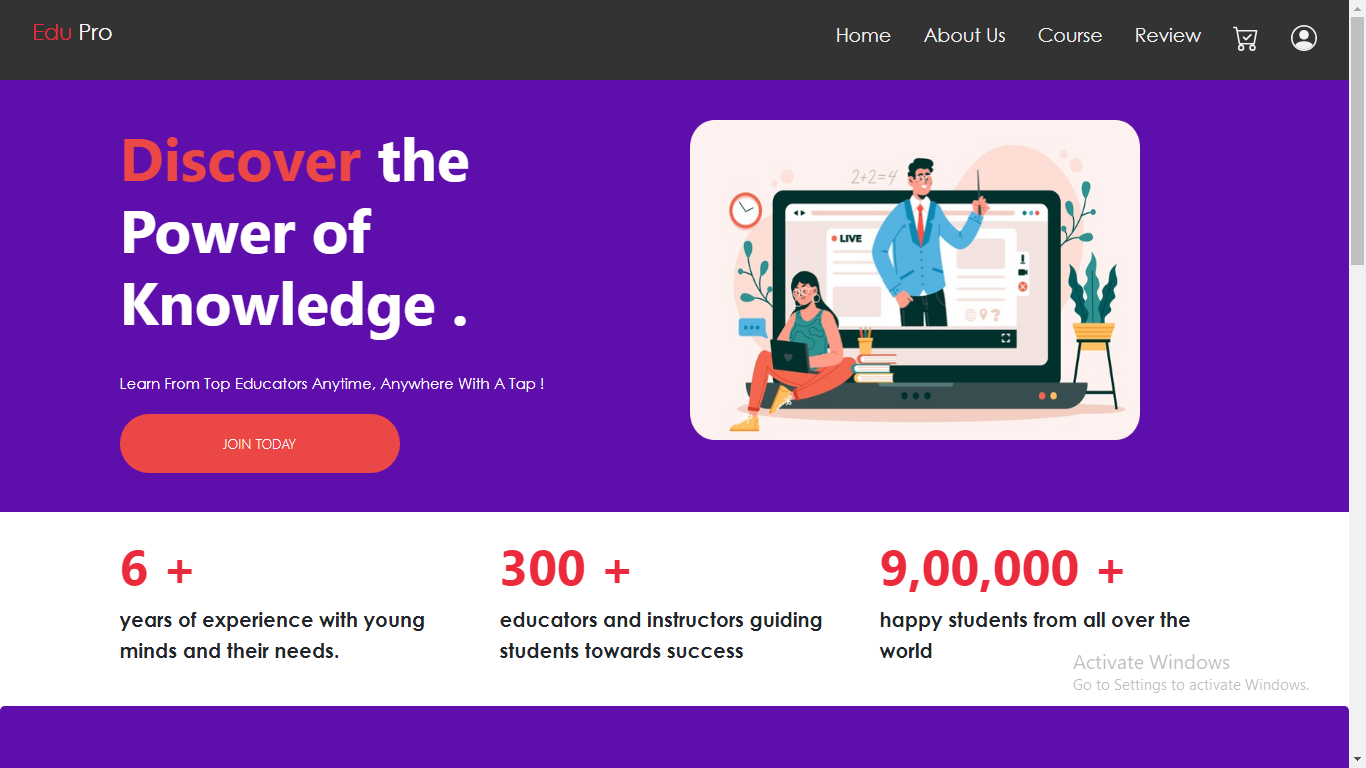 Edu Pro
Home About Us Course Review
Discover the
Power of
Knowledge .
Learn From Top Educators Anytime, Anywhere With A Tap !
JOIN TODAY
2+2=4
LIVE
?
6 +
years of experience with young
minds and their needs.
300 +
educators and instructors guiding
students towards success
9,00,000 +
happy students from all over the
world
Activate Windows
Go to Settings to activate Windows.